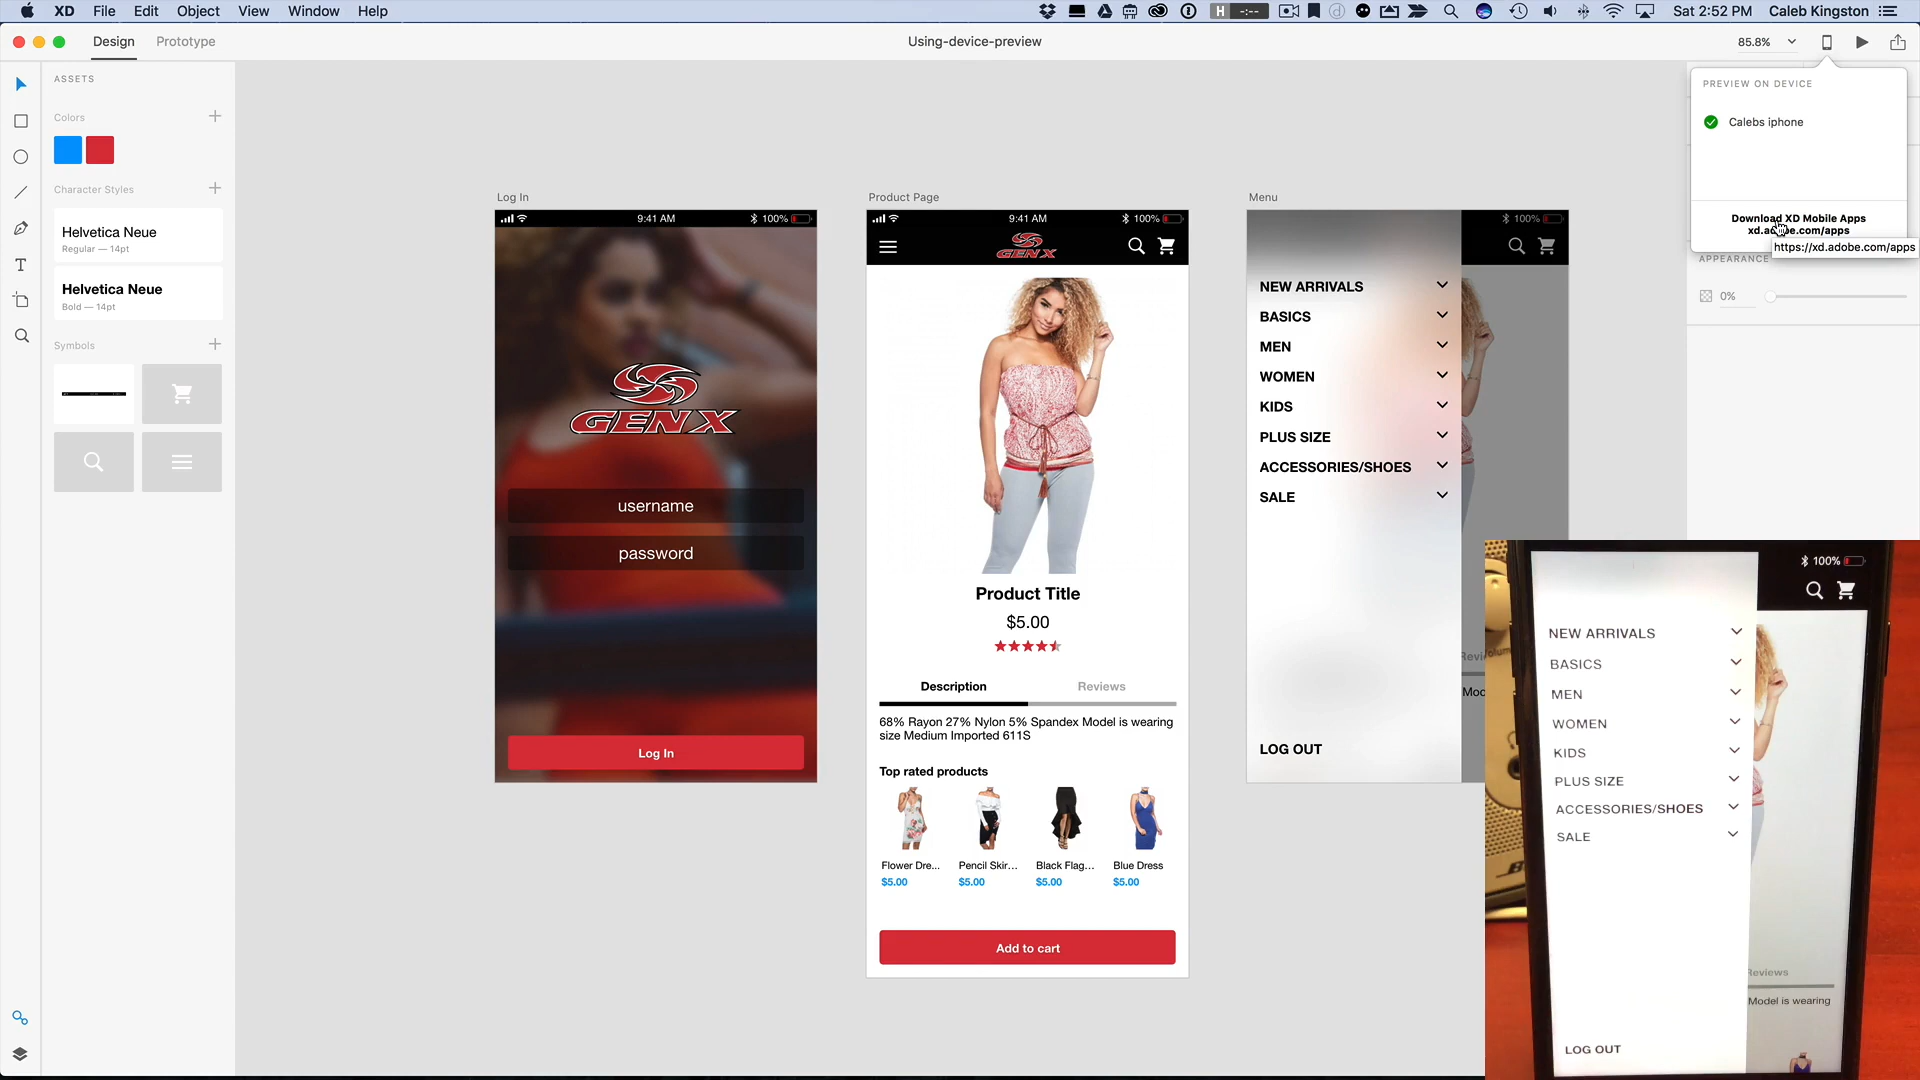 XD File Edit Object View Window Help
H -:--
Sat 2:52 PM Caleb Kingston
Design Prototype
Using-device-preview
85.8%
ASSETS
Colors
Character Styles
Helvetica Neue
Regular — 14pt
Helvetica Neue
Bold — 14pt
Symbols
Log In
9:41 AM 100%
GENX
username
password
Log In
Product Page
9:41 AM 100%
GENX
Product Title
$5.00
Description Reviews
68% Rayon 27% Nylon 5% Spandex Model is wearing
size Medium Imported 611S
Top rated products
Flower Dre... Pencil Skir... Black Flag... Blue Dress
$5.00 $5.00 $5.00 $5.00
Add to cart
Menu
100%
NEW ARRIVALS
BASICS
MEN
WOMEN
KIDS
PLUS SIZE
ACCESSORIES/SHOES
SALE
LOG OUT
PREVIEW ON DEVICE
Calebs iphone
Download XD Mobile Apps
xd.adobe.com/apps
https://xd.adobe.com/apps
APPEARANCE
0%
100%
NEW ARRIVALS
BASICS
MEN
WOMEN
KIDS
PLUS SIZE
ACCESSORIES/SHOES
SALE
Reviews
Model is wearing
LOG OUT